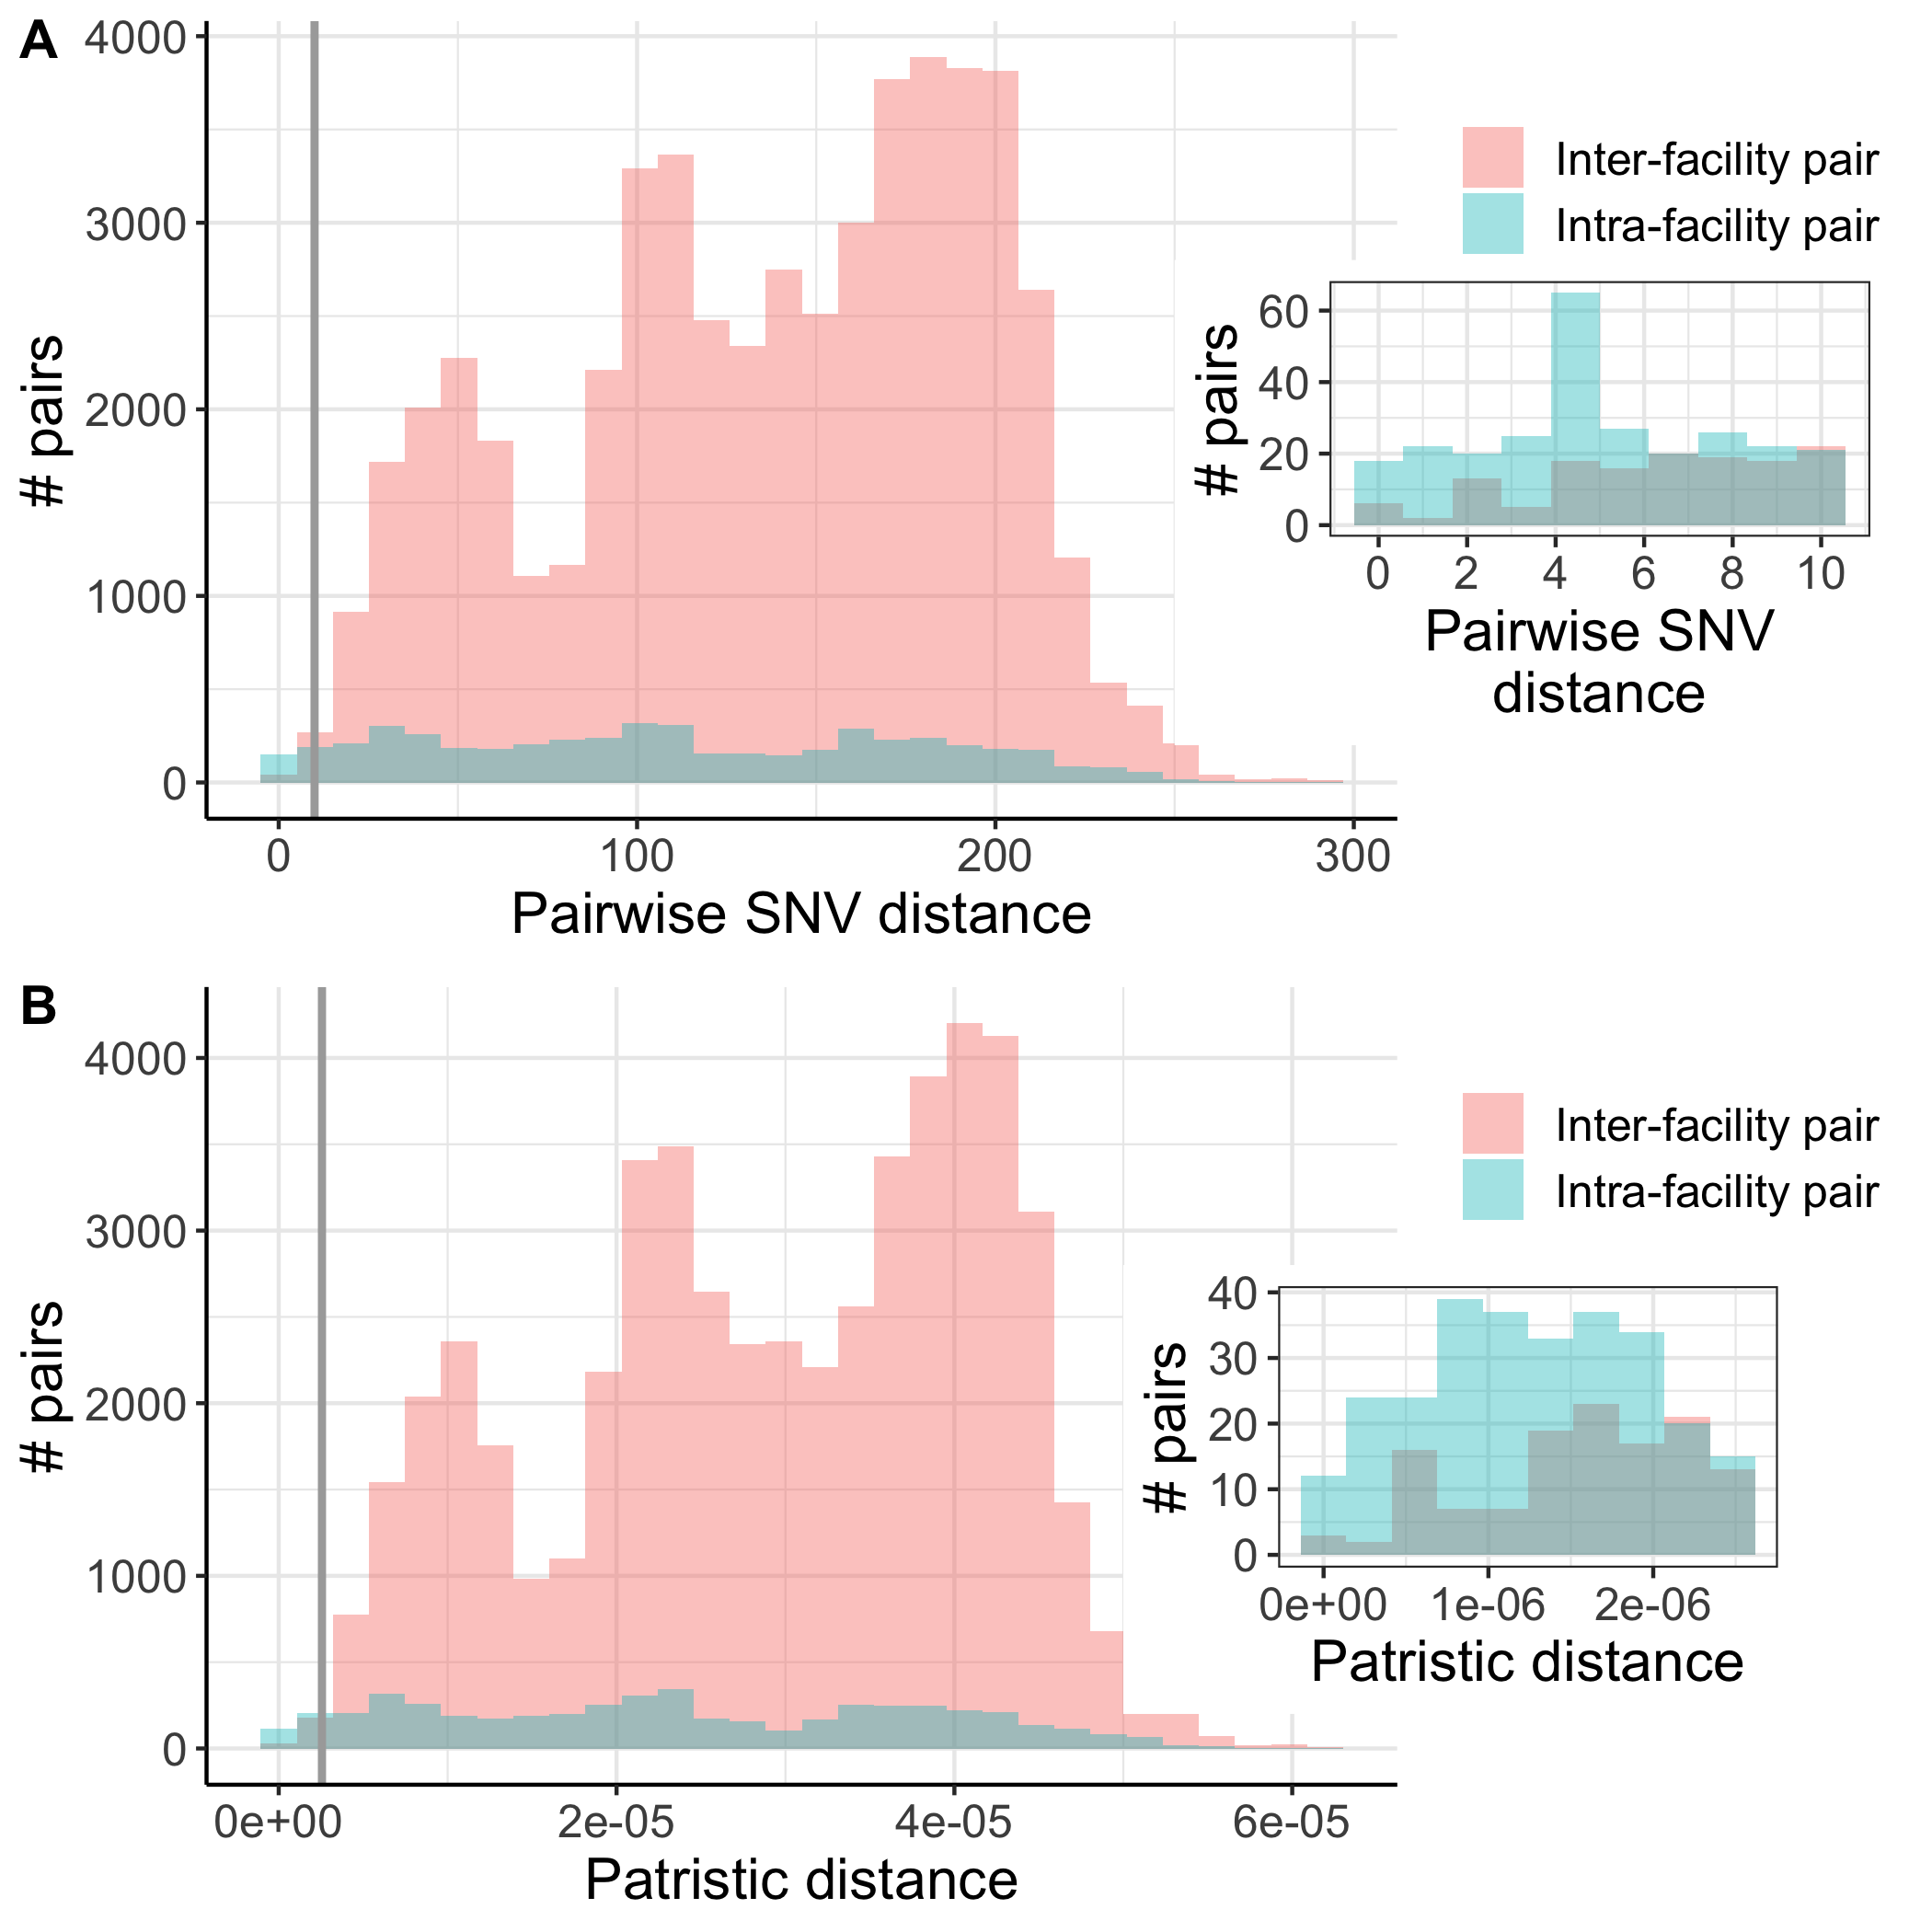 A
4000
3000
2000
1000
0
# pairs
0 100 200 300
Pairwise SNV distance
Inter-facility pair
Intra-facility pair
60
40
20
0
# pairs
0 2 4 6 8 10
Pairwise SNV
distance
B
4000
3000
2000
1000
0
# pairs
0e+00 2e-05 4e-05 6e-05
Patristic distance
Inter-facility pair
Intra-facility pair
40
30
20
10
0
# pairs
0e+00 1e-06 2e-06
Patristic distance